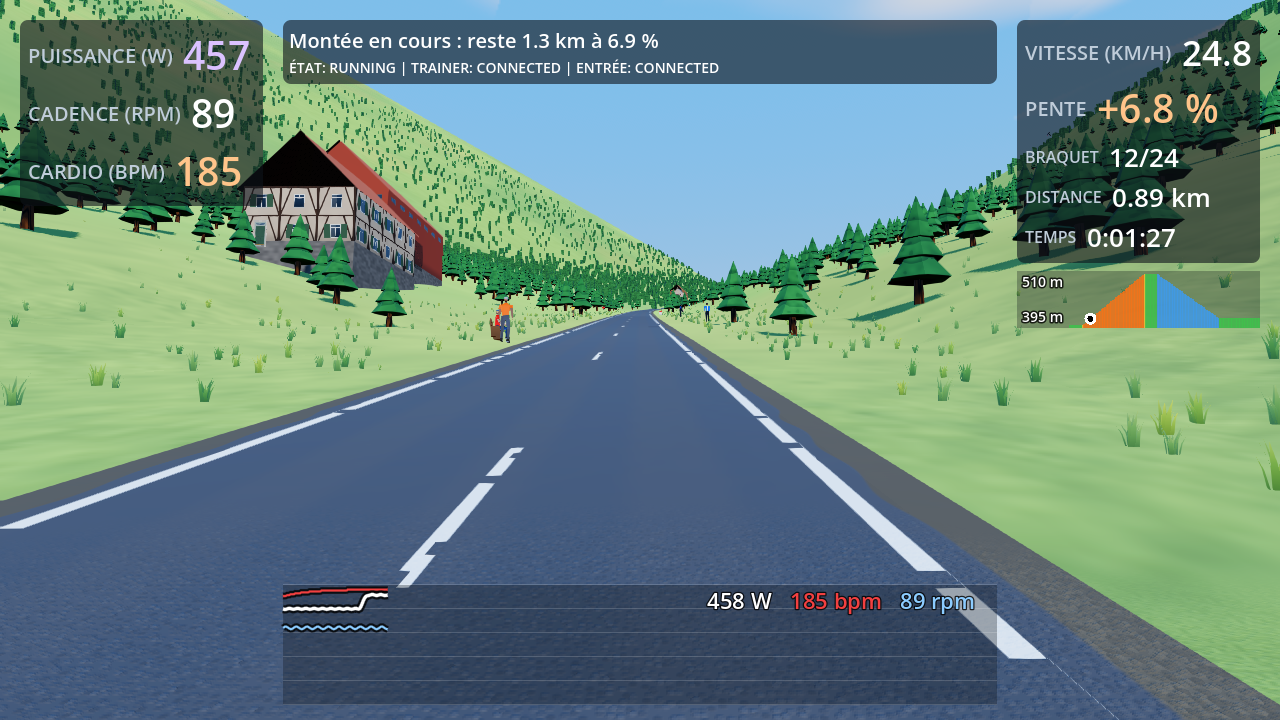 PUISSANCE (W) 457
CADENCE (RPM) 89
CARDIO (BPM) 185
Montée en cours : reste 1.3 km à 6.9 %
ÉTAT: RUNNING | TRAINER: CONNECTED | ENTRÉE: CONNECTED
VITESSE (KM/H) 24.8
PENTE +6.8 %
BRAQUET 12/24
DISTANCE 0.89 km
TEMPS 0:01:27
510 m
395 m
458 W 185 bpm 89 rpm